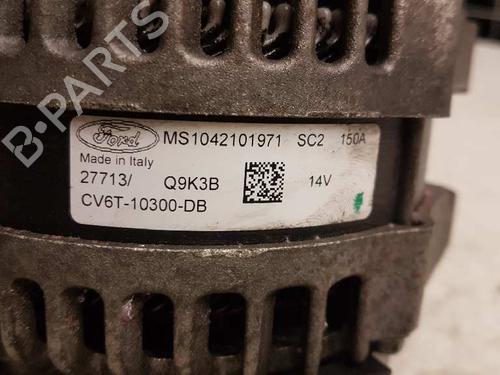 B-PARTS
Ford MS1042101971 SC2 150A
Made in Italy
27713/ Q9K3B 14V
CV6T-10300-DB